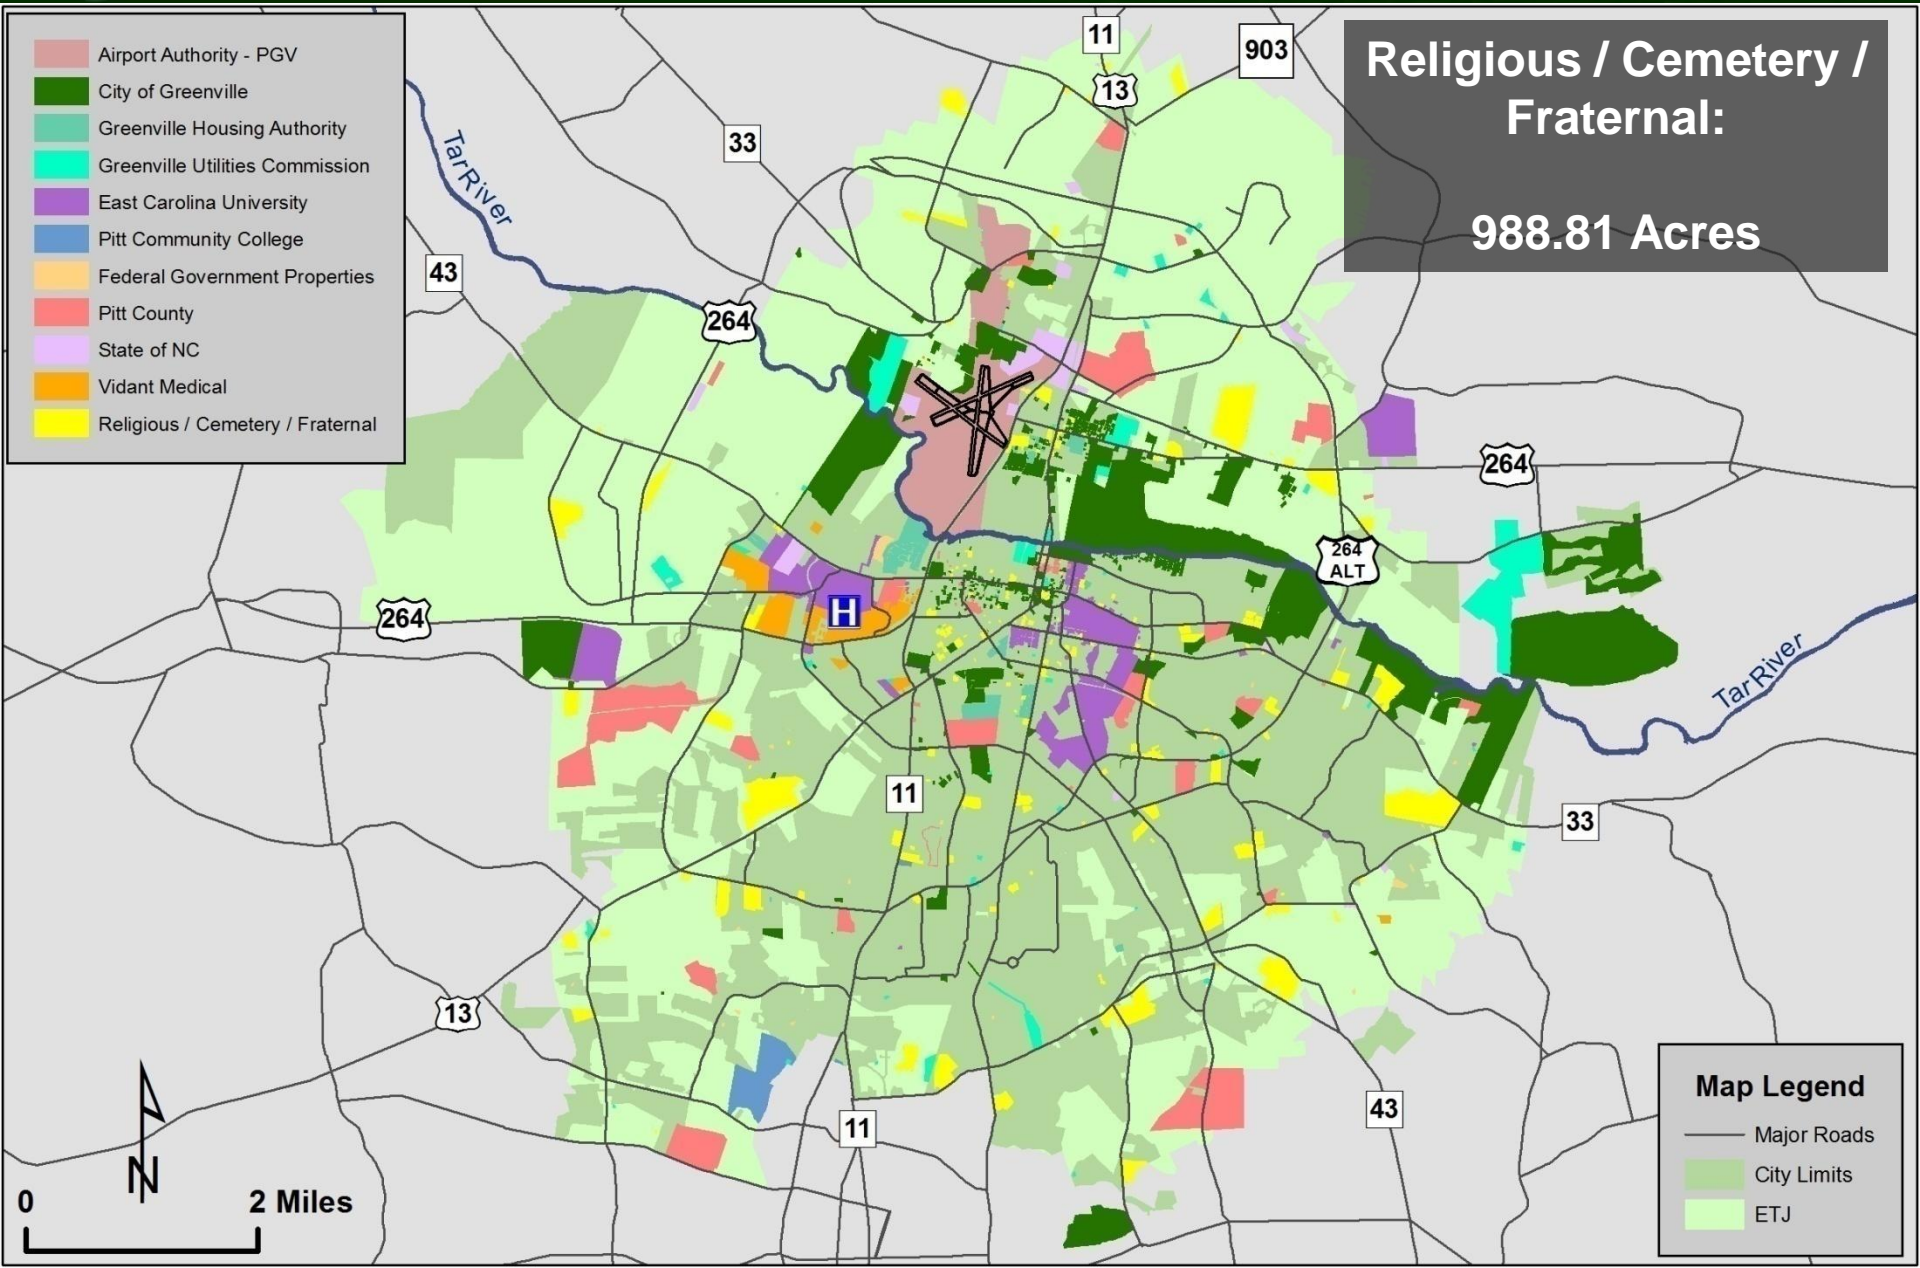 Airport Authority - PGV
City of Greenville
Greenville Housing Authority
Greenville Utilities Commission
East Carolina University
Pitt Community College
Federal Government Properties
Pitt County
State of NC
Vidant Medical
Religious / Cemetery / Fraternal
Religious / Cemetery /
Fraternal:
988.81 Acres
11
903
13
33
Tar River
43
264
264
264
ALT
264
H
Tar River
11
33
13
43
11
N
0 2 Miles
Map Legend
Major Roads
City Limits
ETJ